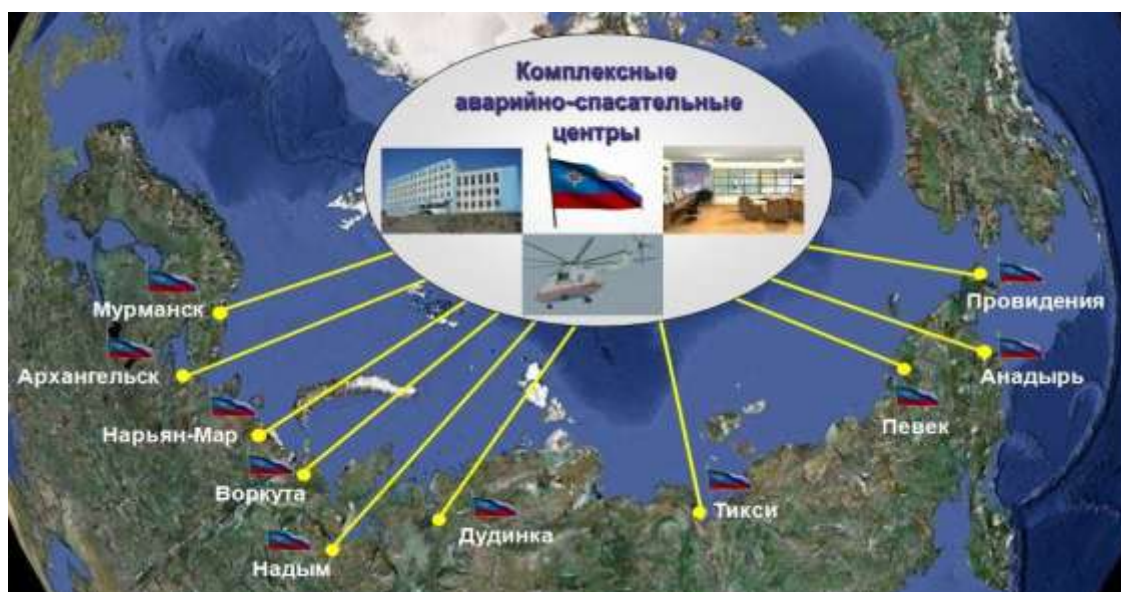 Комплексные
аварийно-спасательные
центры
Мурманск
Провидения
Архангельск
Анадырь
Нарьян-Мар
Певек
Воркута
Тикси
Дудинка
Надым